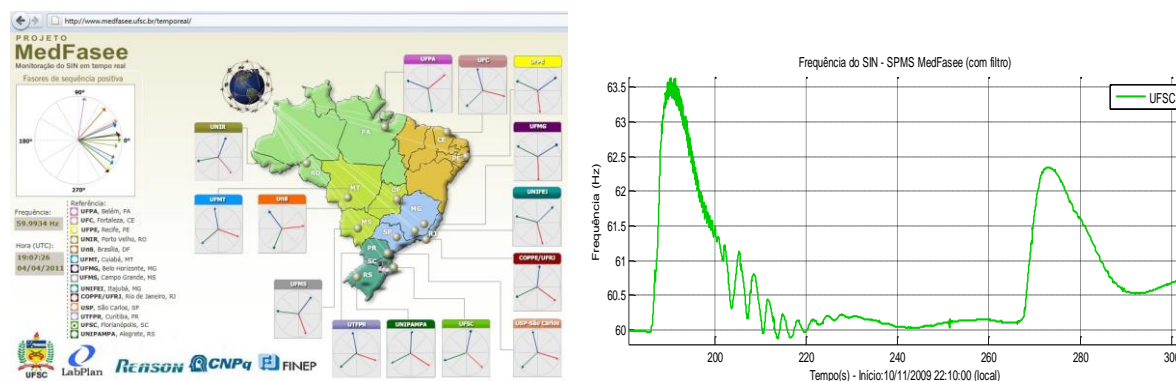 http://www.medfasee.ufsc.br/temporeal/
PROJETO
MedFasee
Monitoração do SIN em tempo real
Fasores de sequência positiva
90°
180°
0°
270°
Frequência:
59.9934 Hz
Hora (UTC):
19:07:26
04/04/2011
Referência:
UFPA, Belém, PA
UFC, Fortaleza, CE
UFPE, Recife, PE
UNIR, Porto Velho, RO
UnB, Brasília, DF
UFMT, Cuiabá, MT
UFMG, Belo Horizonte, MG
UFMS, Campo Grande, MS
UNIFEI, Itajubá, MG
COPPE/UFRJ, Rio de Janeiro, RJ
USP, São Carlos, SP
UTFPR, Curitiba, PR
UFSC, Florianópolis, SC
UNIPAMPA, Alegrete, RS
UFPA
UFC
UFPE
UNIR
UFMG
UFMT
UnB
UNIFEI
COPPE/UFRJ
UFMS
UTFPR
UNIPAMPA
UFSC
USP-São Carlos
PA
CE
PE
RO
MT
DF
MG
MS
SP
RJ
PR
SC
RS
UFSC
LabPlan
REASON
CNPq
FINEP
Frequência do SIN - SPMS MedFasee (com filtro)
UFSC
Frequência (Hz)
63.5
63
62.5
62
61.5
61
60.5
60
200
220
240
260
280
300
Tempo(s) - Início:10/11/2009 22:10:00 (local)